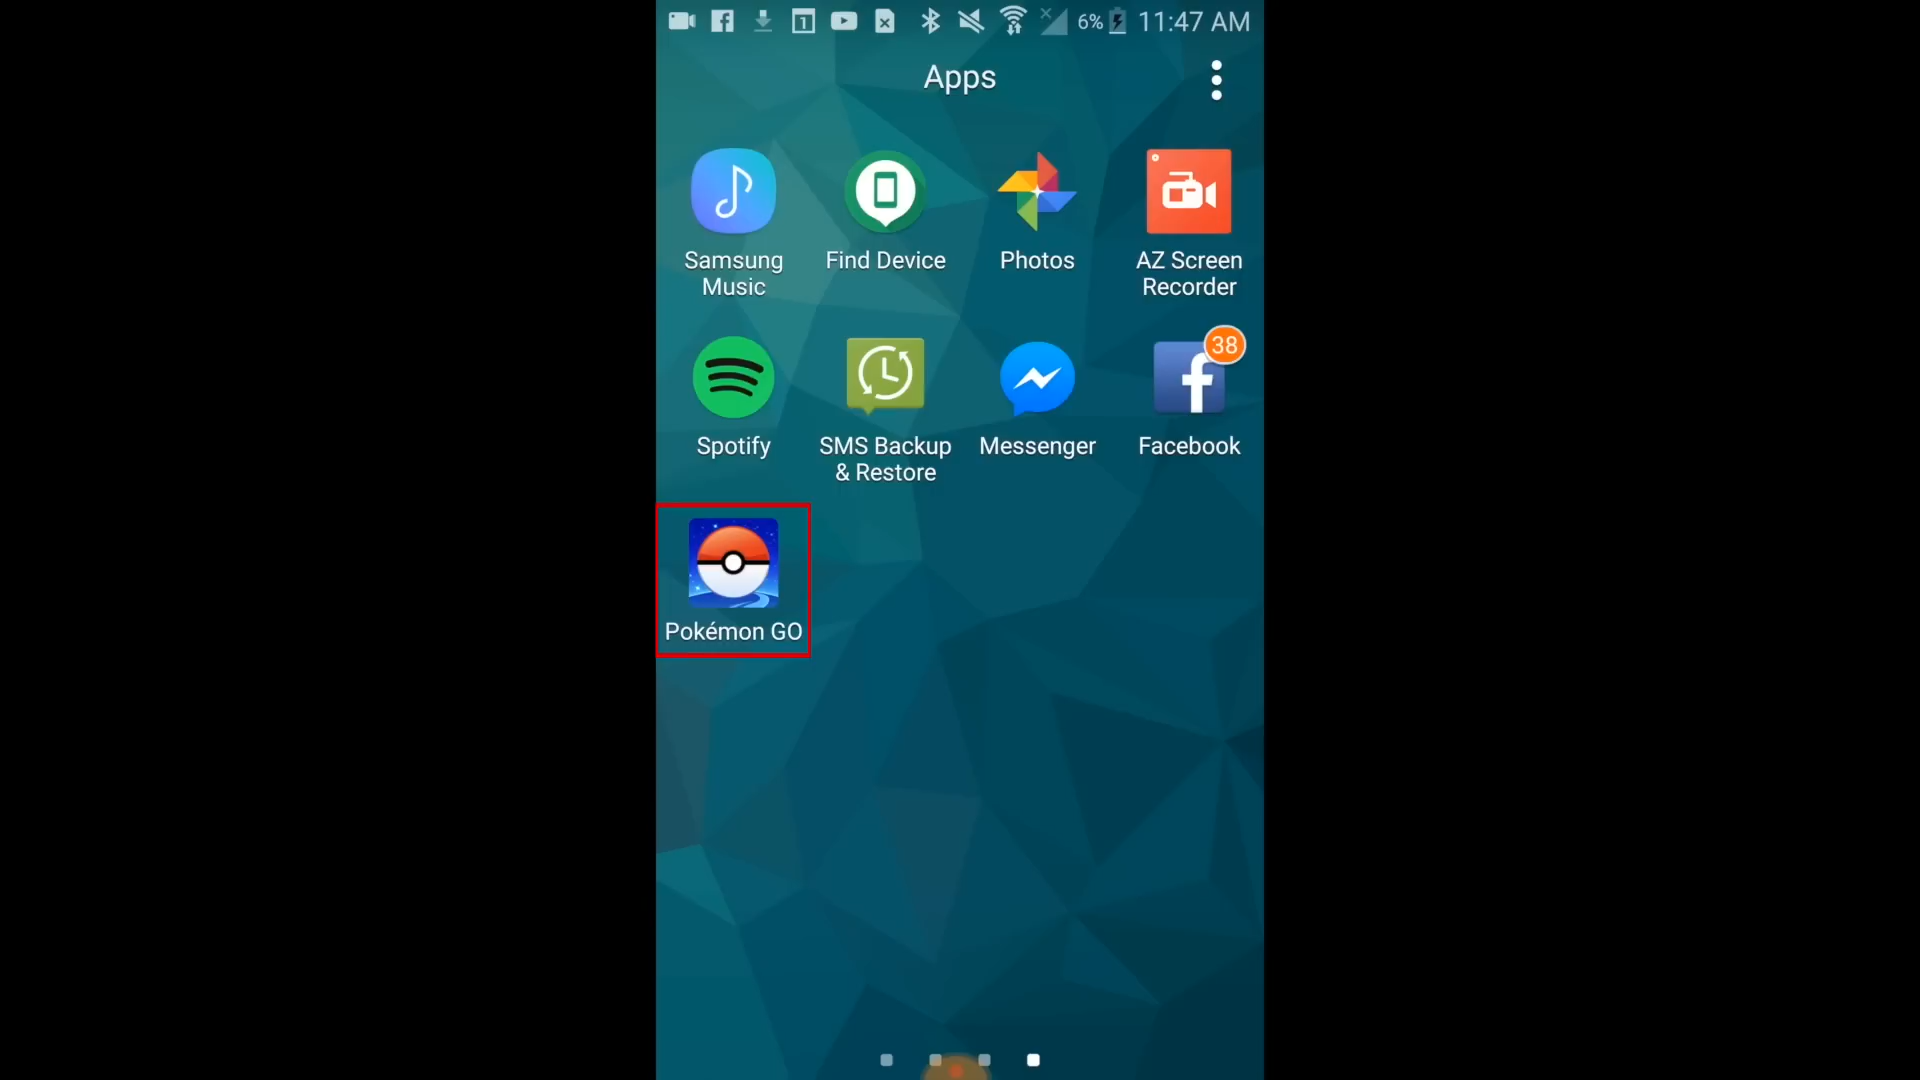 1 6% 11:47 AM
Apps
Samsung Music
Find Device
Photos
AZ Screen Recorder
Spotify
SMS Backup & Restore
Messenger
38
Facebook
Pokémon GO